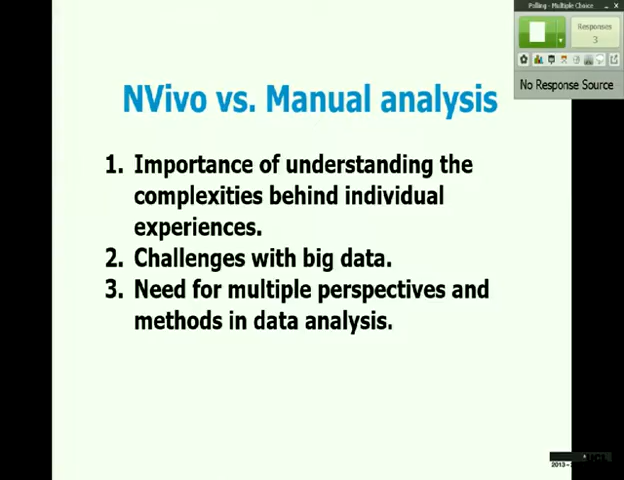 Polling - Multiple Choice
Responses
3
No Response Source
NVivo vs. Manual analysis
1. Importance of understanding the
complexities behind individual
experiences.
2. Challenges with big data.
3. Need for multiple perspectives and
methods in data analysis.